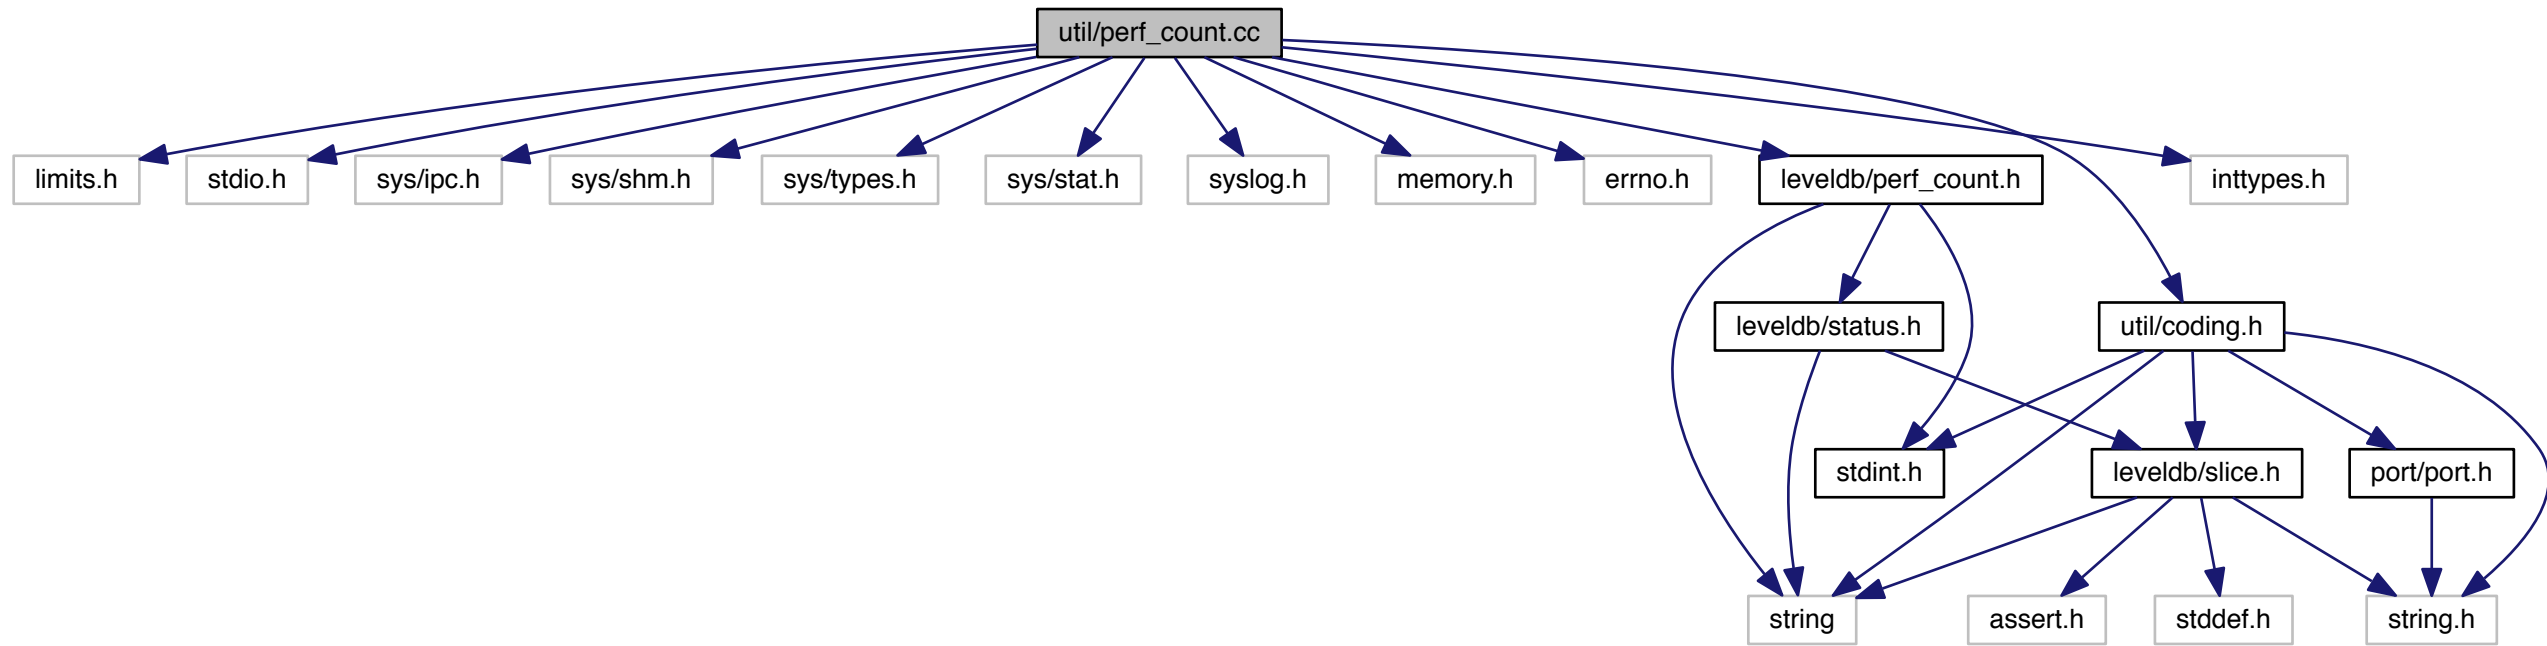 util/perf_count.cc
limits.h
stdio.h
sys/ipc.h
sys/shm.h
sys/types.h
sys/stat.h
syslog.h
memory.h
errno.h
leveldb/perf_count.h
inttypes.h
leveldb/status.h
util/coding.h
stdint.h
leveldb/slice.h
port/port.h
string
assert.h
stddef.h
string.h